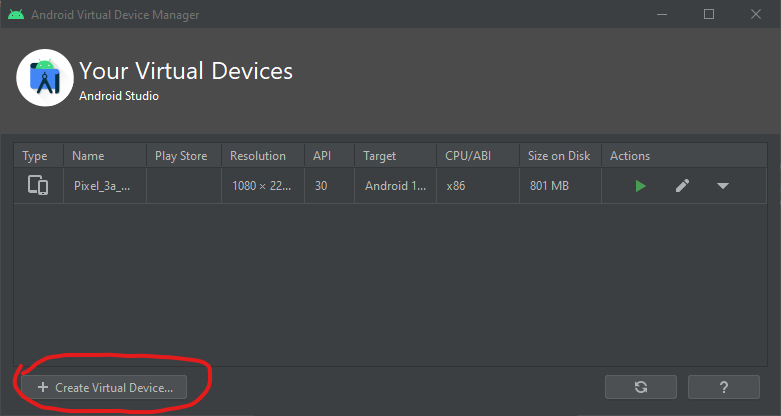 Android Virtual Device Manager
Your Virtual Devices
Android Studio
Type Name Play Store Resolution API Target CPU/ABI Size on Disk Actions
Pixel_3a_... 1080 × 22... 30 Android 1... x86 801 MB
+ Create Virtual Device... ?